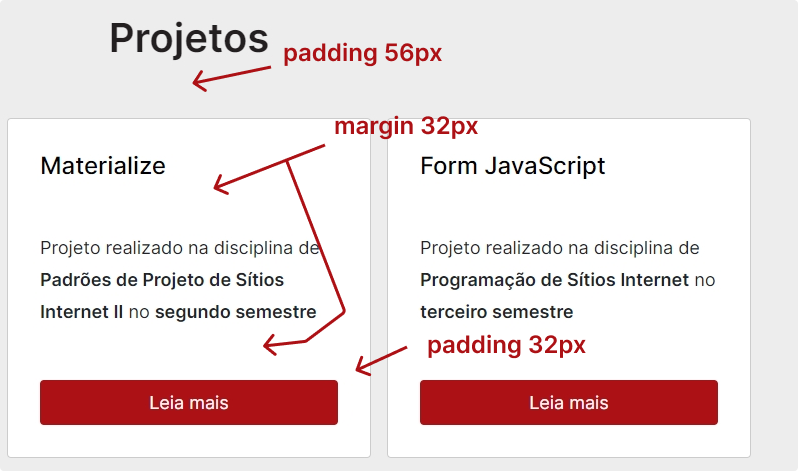 Projetos
padding 56px
margin 32px
Materialize
Projeto realizado na disciplina de
Padrões de Projeto de Sítios
Internet II no segundo semestre
Leia mais
Form JavaScript
Projeto realizado na disciplina de
Programação de Sítios Internet no
terceiro semestre
padding 32px
Leia mais